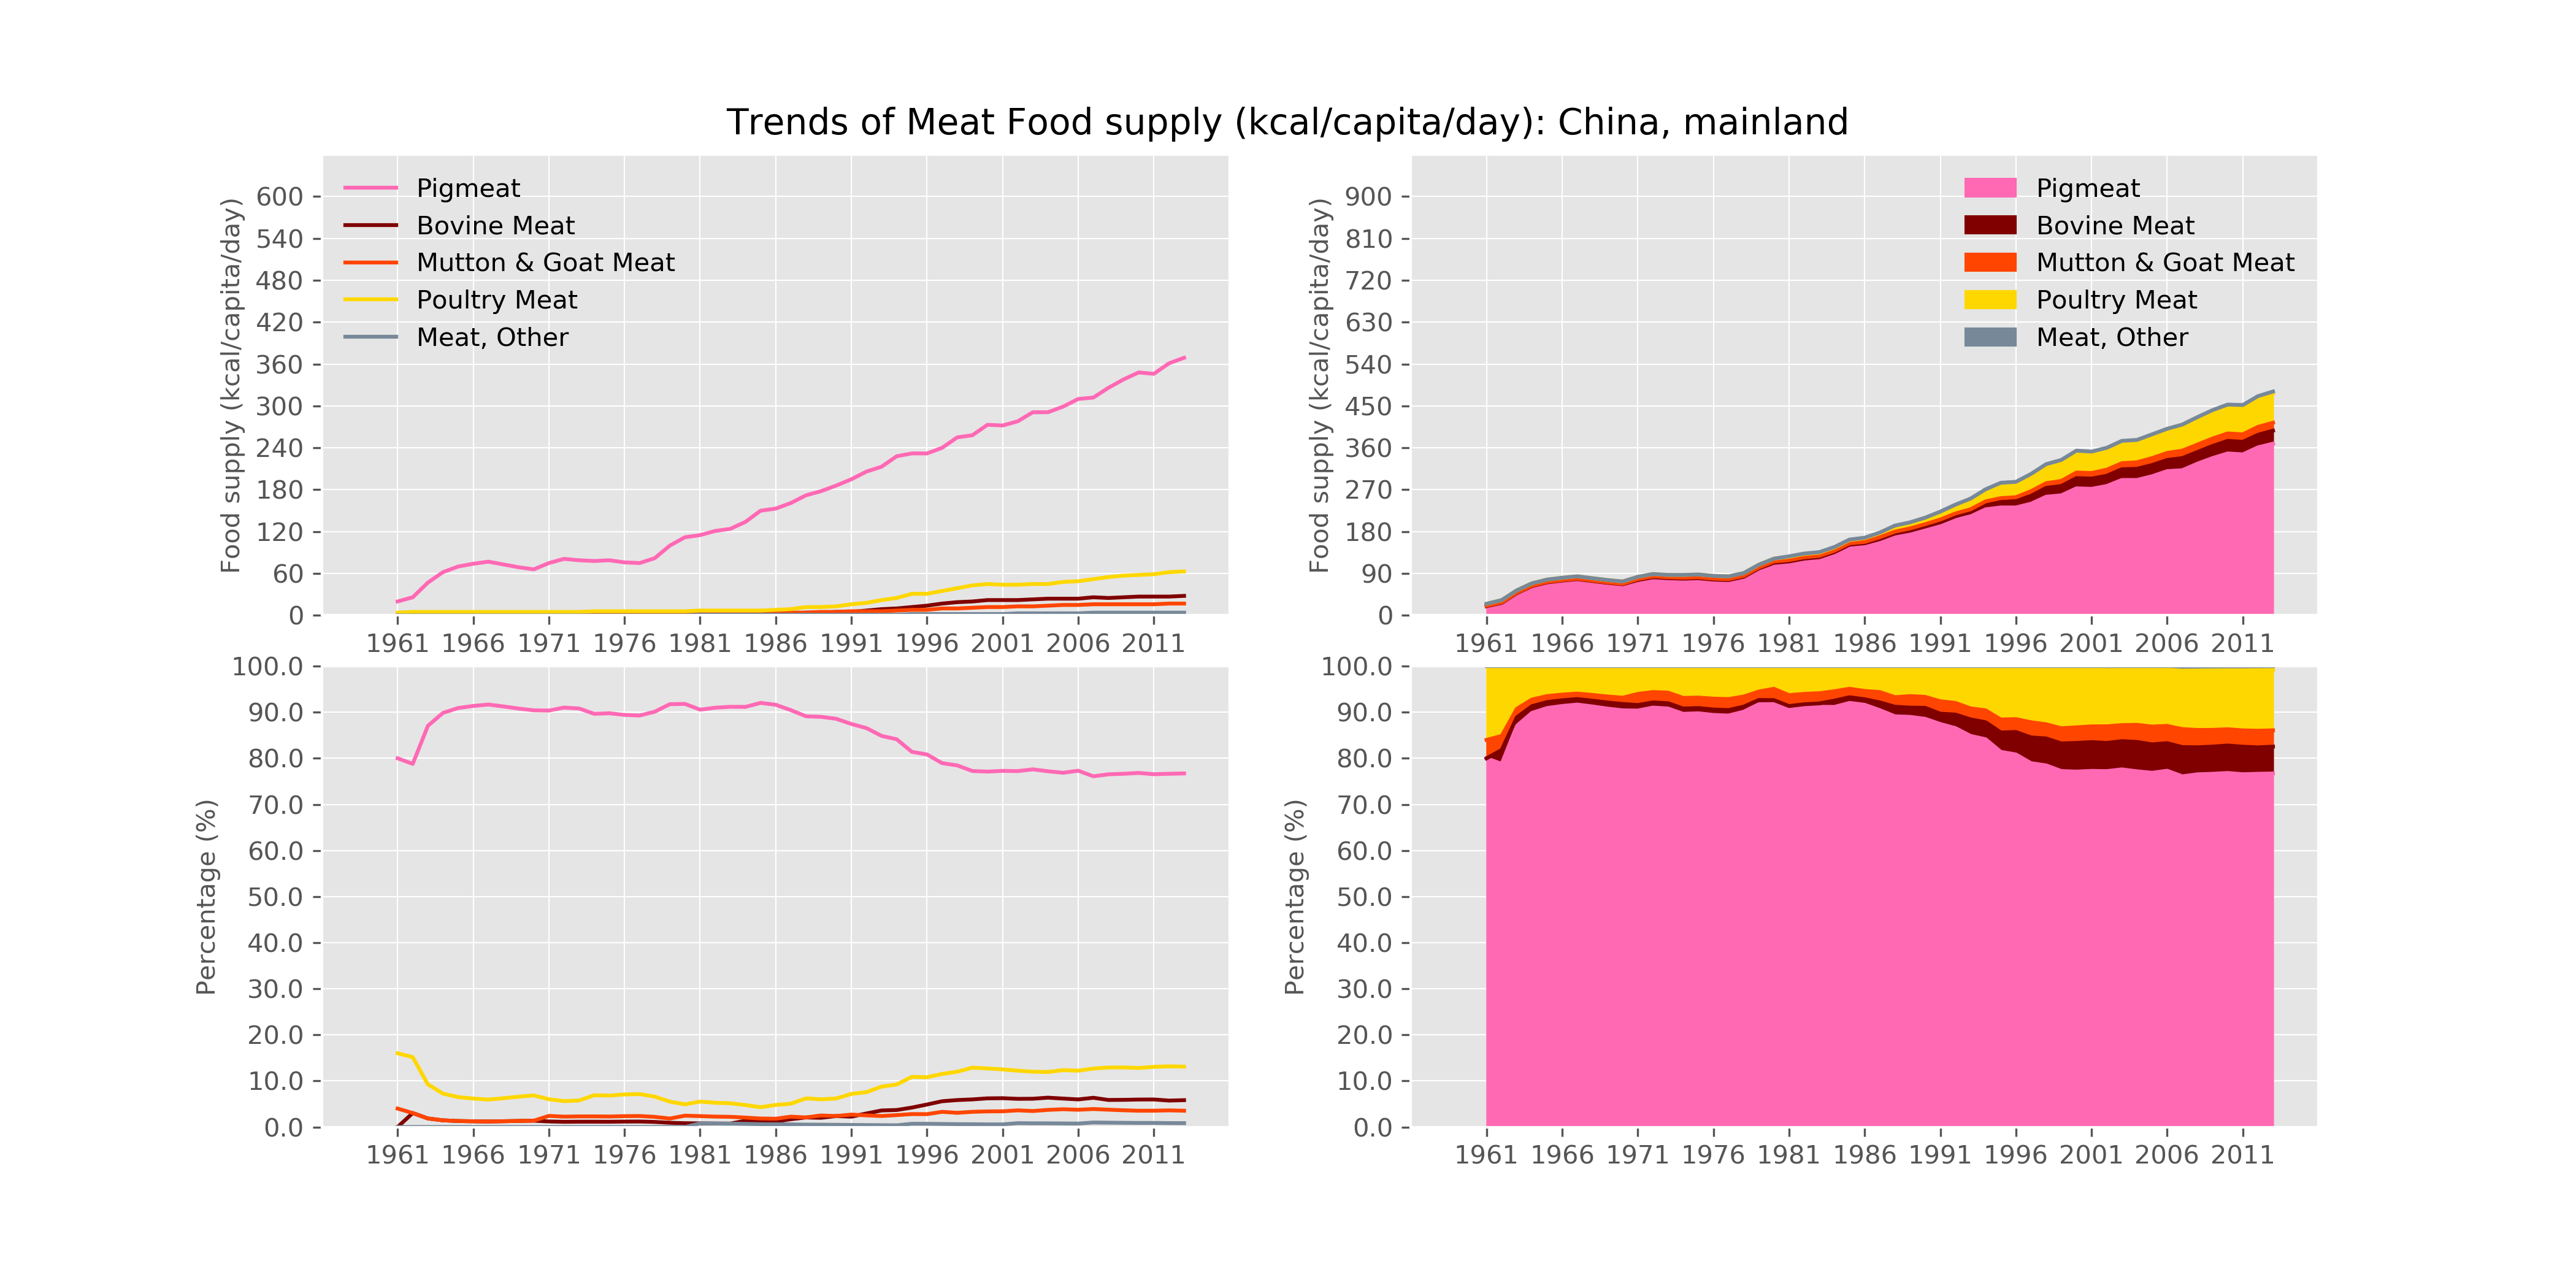 Trends of Meat Food supply (kcal/capita/day): China, mainland
Food supply (kcal/capita/day)
600
540
480
420
360
300
240
180
120
60
0
Pigmeat
Bovine Meat
Mutton & Goat Meat
Poultry Meat
Meat, Other
1961 1966 1971 1976 1981 1986 1991 1996 2001 2006 2011
Food supply (kcal/capita/day)
900
810
720
630
540
450
360
270
180
90
0
Pigmeat
Bovine Meat
Mutton & Goat Meat
Poultry Meat
Meat, Other
1961 1966 1971 1976 1981 1986 1991 1996 2001 2006 2011
Percentage (%)
100.0
90.0
80.0
70.0
60.0
50.0
40.0
30.0
20.0
10.0
0.0
1961 1966 1971 1976 1981 1986 1991 1996 2001 2006 2011
Percentage (%)
100.0
90.0
80.0
70.0
60.0
50.0
40.0
30.0
20.0
10.0
0.0
1961 1966 1971 1976 1981 1986 1991 1996 2001 2006 2011